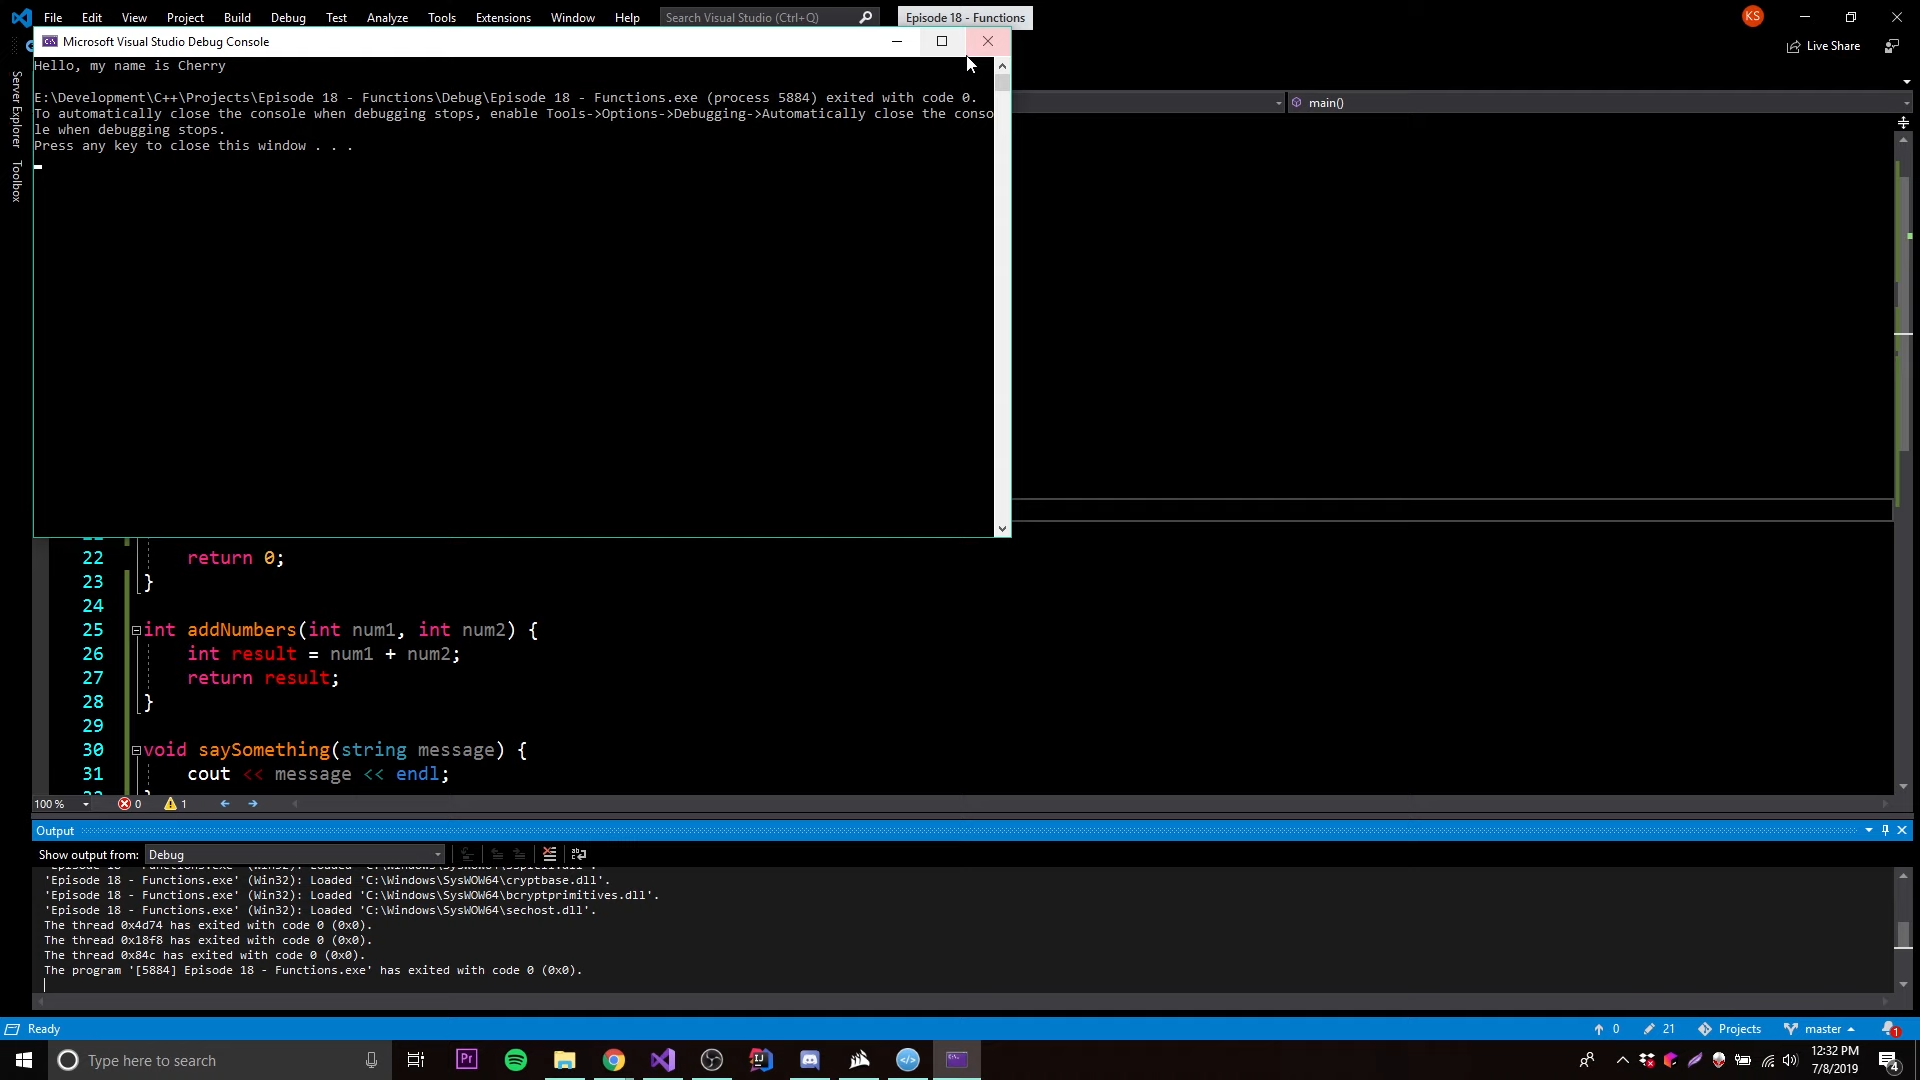 File Edit View Project Build Debug Test Analyze Tools Extensions Window Help Search Visual Studio (Ctrl+Q) Episode 18 - Functions KS
Microsoft Visual Studio Debug Console
Live Share
Server Explorer
Toolbox
Hello, my name is Cherry
E:\Development\C++\Projects\Episode 18 - Functions\Debug\Episode 18 - Functions.exe (process 5884) exited with code 0.
To automatically close the console when debugging stops, enable Tools->Options->Debugging->Automatically close the conso
le when debugging stops.
Press any key to close this window . . .
main()
22 return 0;
23 }
24
25 int addNumbers(int num1, int num2) {
26 int result = num1 + num2;
27 return result;
28 }
29
30 void saySomething(string message) {
31 cout << message << endl;
100 % 0 1
Output
Show output from: Debug
'Episode 18 - Functions.exe' (Win32): Loaded 'C:\Windows\SysWOW64\cryptbase.dll'.
'Episode 18 - Functions.exe' (Win32): Loaded 'C:\Windows\SysWOW64\bcryptprimitives.dll'.
'Episode 18 - Functions.exe' (Win32): Loaded 'C:\Windows\SysWOW64\sechost.dll'.
The thread 0x4d74 has exited with code 0 (0x0).
The thread 0x18f8 has exited with code 0 (0x0).
The thread 0x84c has exited with code 0 (0x0).
The program '[5884] Episode 18 - Functions.exe' has exited with code 0 (0x0).
Ready 0 21 Projects master 1
Type here to search Pr IJ 12:32 PM
7/8/2019 4